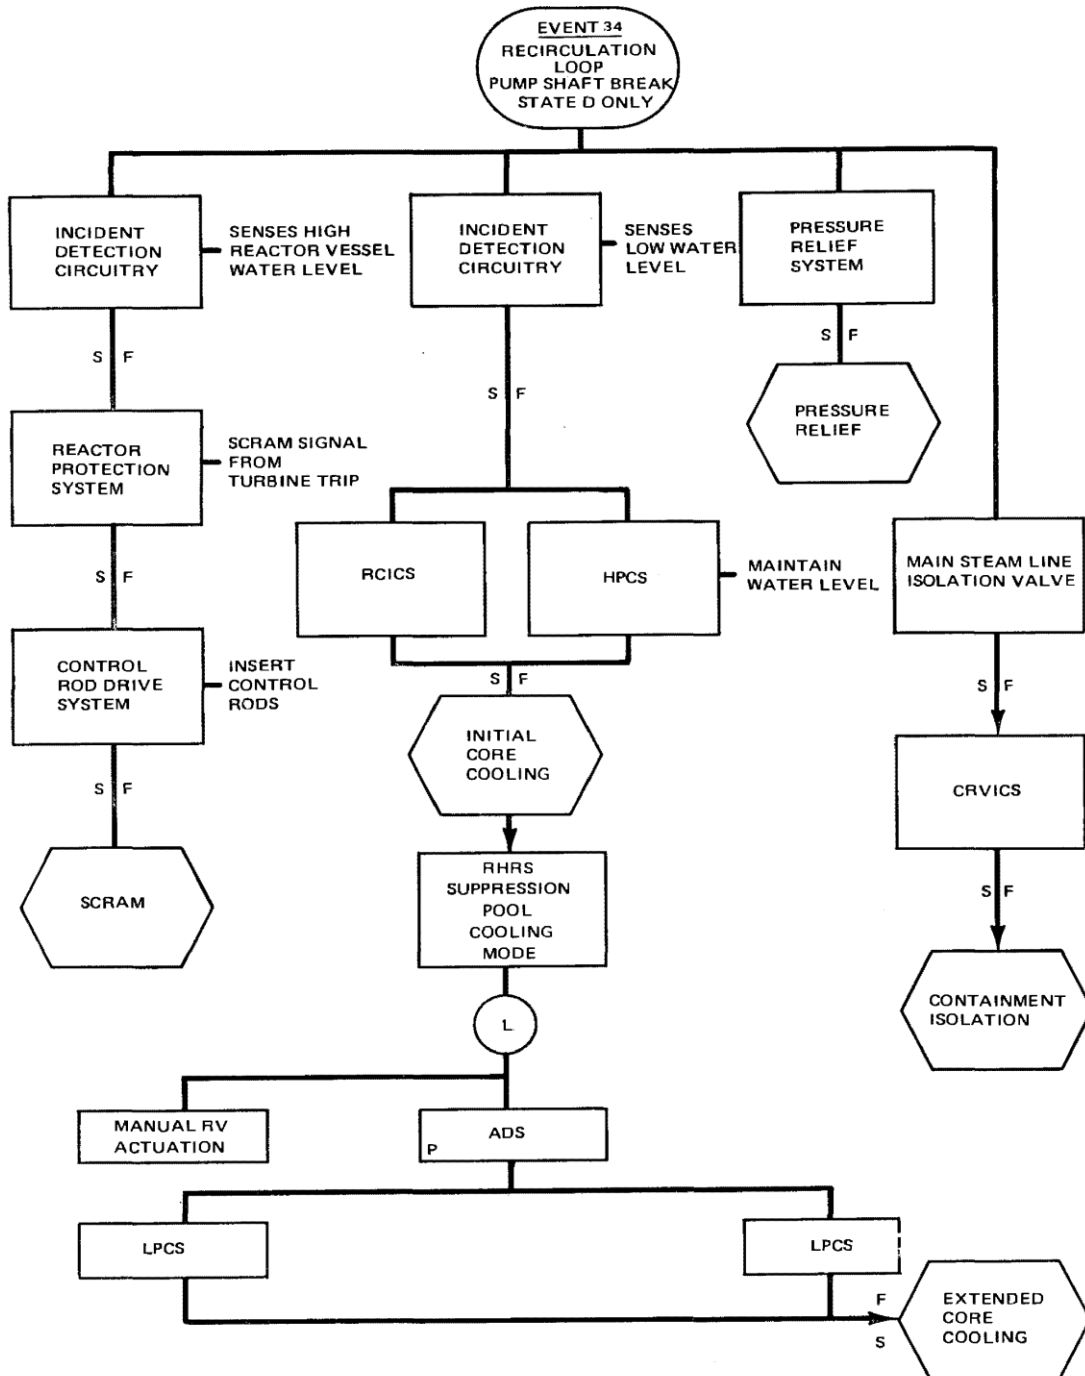 EVENT 34
RECIRCULATION
LOOP
PUMP SHAFT BREAK
STATE D ONLY
INCIDENT
DETECTION
CIRCUITRY
SENSES HIGH
REACTOR VESSEL
WATER LEVEL
INCIDENT
DETECTION
CIRCUITRY
SENSES
LOW WATER
LEVEL
PRESSURE
RELIEF
SYSTEM
S F
S F
S F
PRESSURE
RELIEF
REACTOR
PROTECTION
SYSTEM
SCRAM SIGNAL
FROM
TURBINE TRIP
RCICS
HPCS
MAINTAIN
WATER LEVEL
MAIN STEAM LINE
ISOLATION VALVE
S F
CONTROL
ROD DRIVE
SYSTEM
INSERT
CONTROL
RODS
S F
S F
INITIAL
CORE
COOLING
S F
CRVICS
SCRAM
RHRS
SUPPRESSION
POOL
COOLING
MODE
S F
CONTAINMENT
ISOLATION
L
MANUAL RV
ACTUATION
ADS
P
LPCS
LPCS
F
S
EXTENDED
CORE
COOLING